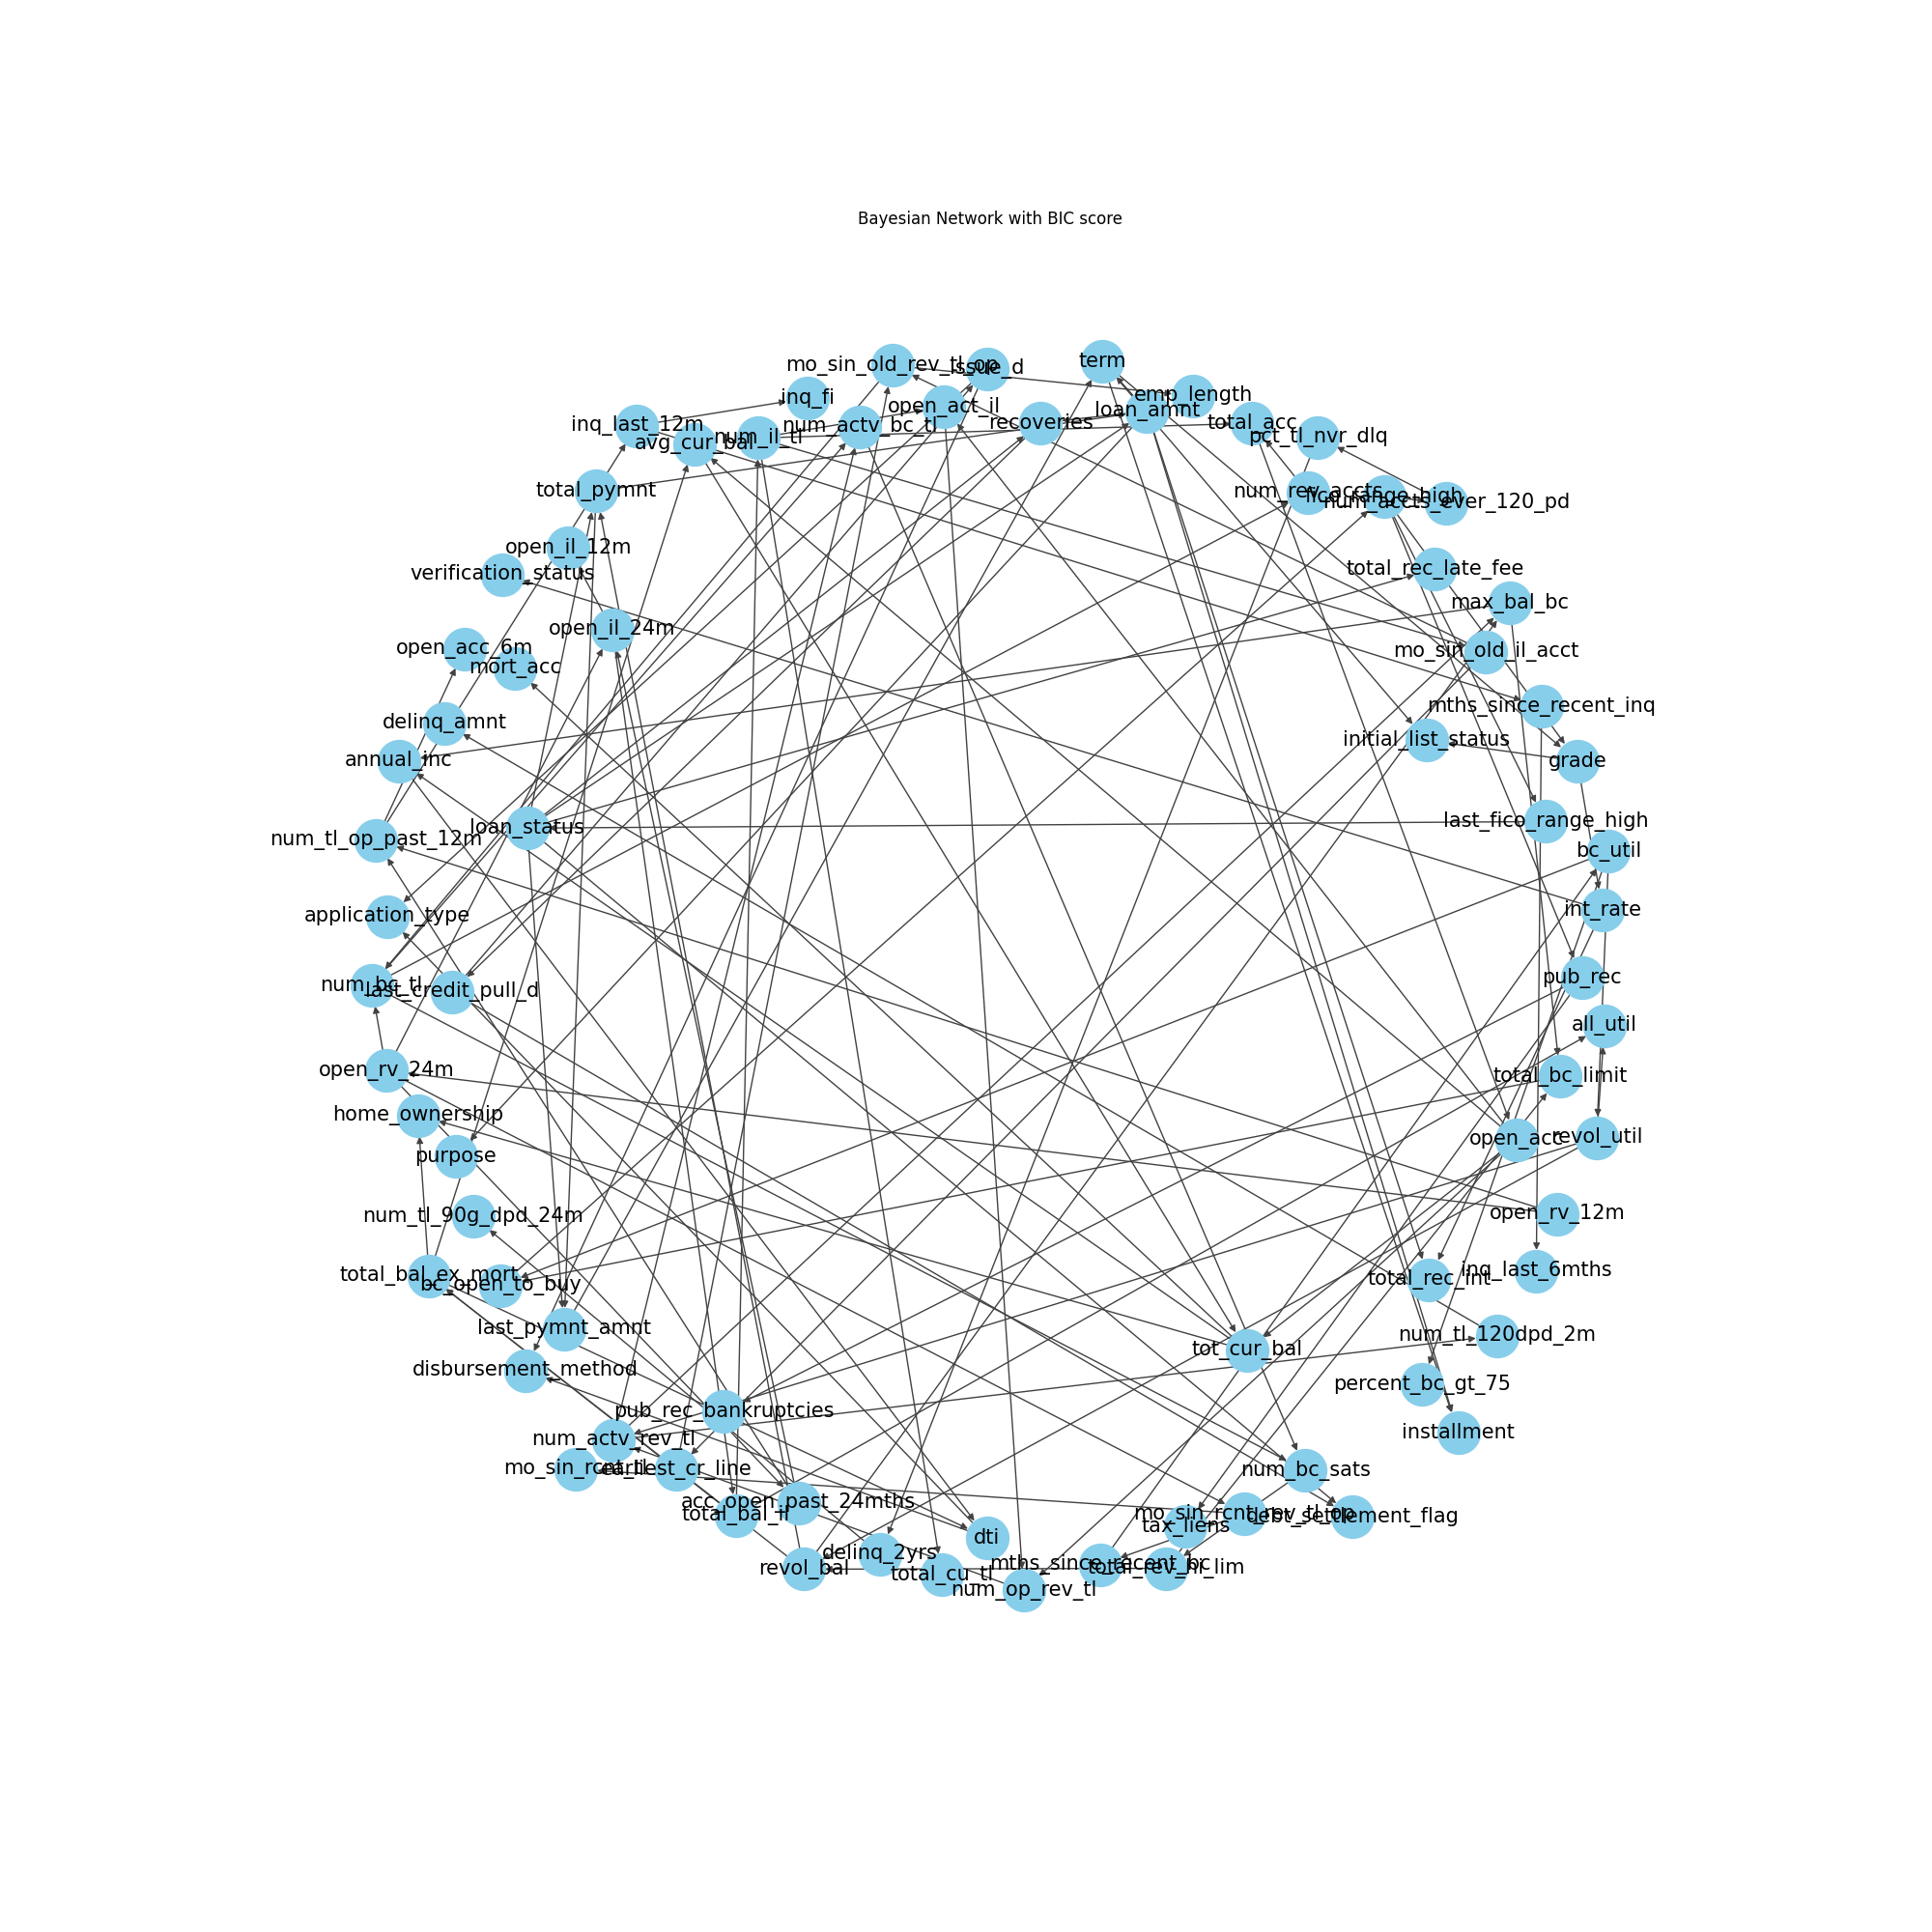 Bayesian Network with BIC score
term
mo_sin_old_rev_tl_op
issue_d
emp_length
inq_fi
open_act_il
loan_amnt
inq_last_12m
num_actv_bc_tl
recoveries
total_acc
avg_cur_bal
num_il_tl
pct_tl_nvr_dlq
total_pymnt
num_rev_accts
fico_range_high
num_accts_ever_120_pd
open_il_12m
verification_status
total_rec_late_fee
max_bal_bc
open_il_24m
open_acc_6m
mort_acc
mo_sin_old_il_acct
mths_since_recent_inq
delinq_amnt
initial_list_status
annual_inc
grade
num_tl_op_past_12m
loan_status
last_fico_range_high
bc_util
application_type
int_rate
num_bc_tl
last_credit_pull_d
pub_rec
all_util
open_rv_24m
total_bc_limit
home_ownership
purpose
open_acc
revol_util
num_tl_90g_dpd_24m
open_rv_12m
total_bal_ex_mort
bc_open_to_buy
total_rec_int
inq_last_6mths
last_pymnt_amnt
num_tl_120dpd_2m
disbursement_method
tot_cur_bal
percent_bc_gt_75
pub_rec_bankruptcies
installment
num_actv_rev_tl
mo_sin_rcnt_tl
earliest_cr_line
num_bc_sats
acc_open_past_24mths
total_bal_il
mo_sin_rcnt_rev_tl_op
debt_settlement_flag
tax_liens
dti
delinq_2yrs
revol_bal
total_cu_tl
mths_since_recent_bc
total_rev_hi_lim
num_op_rev_tl